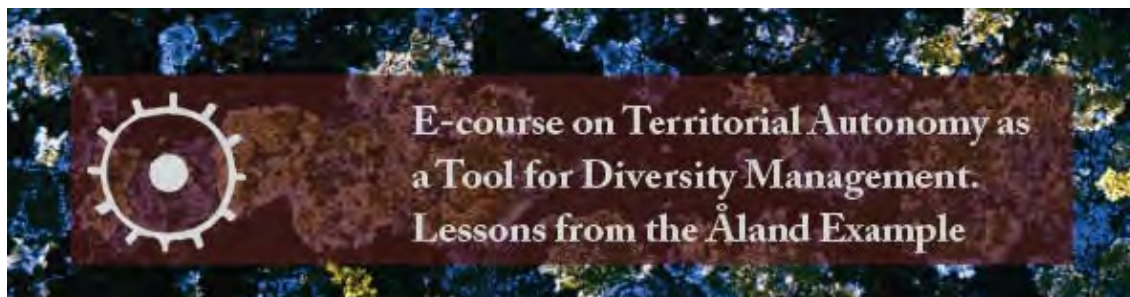 E-course on Territorial Autonomy as
a Tool for Diversity Management.
Lessons from the Åland Example